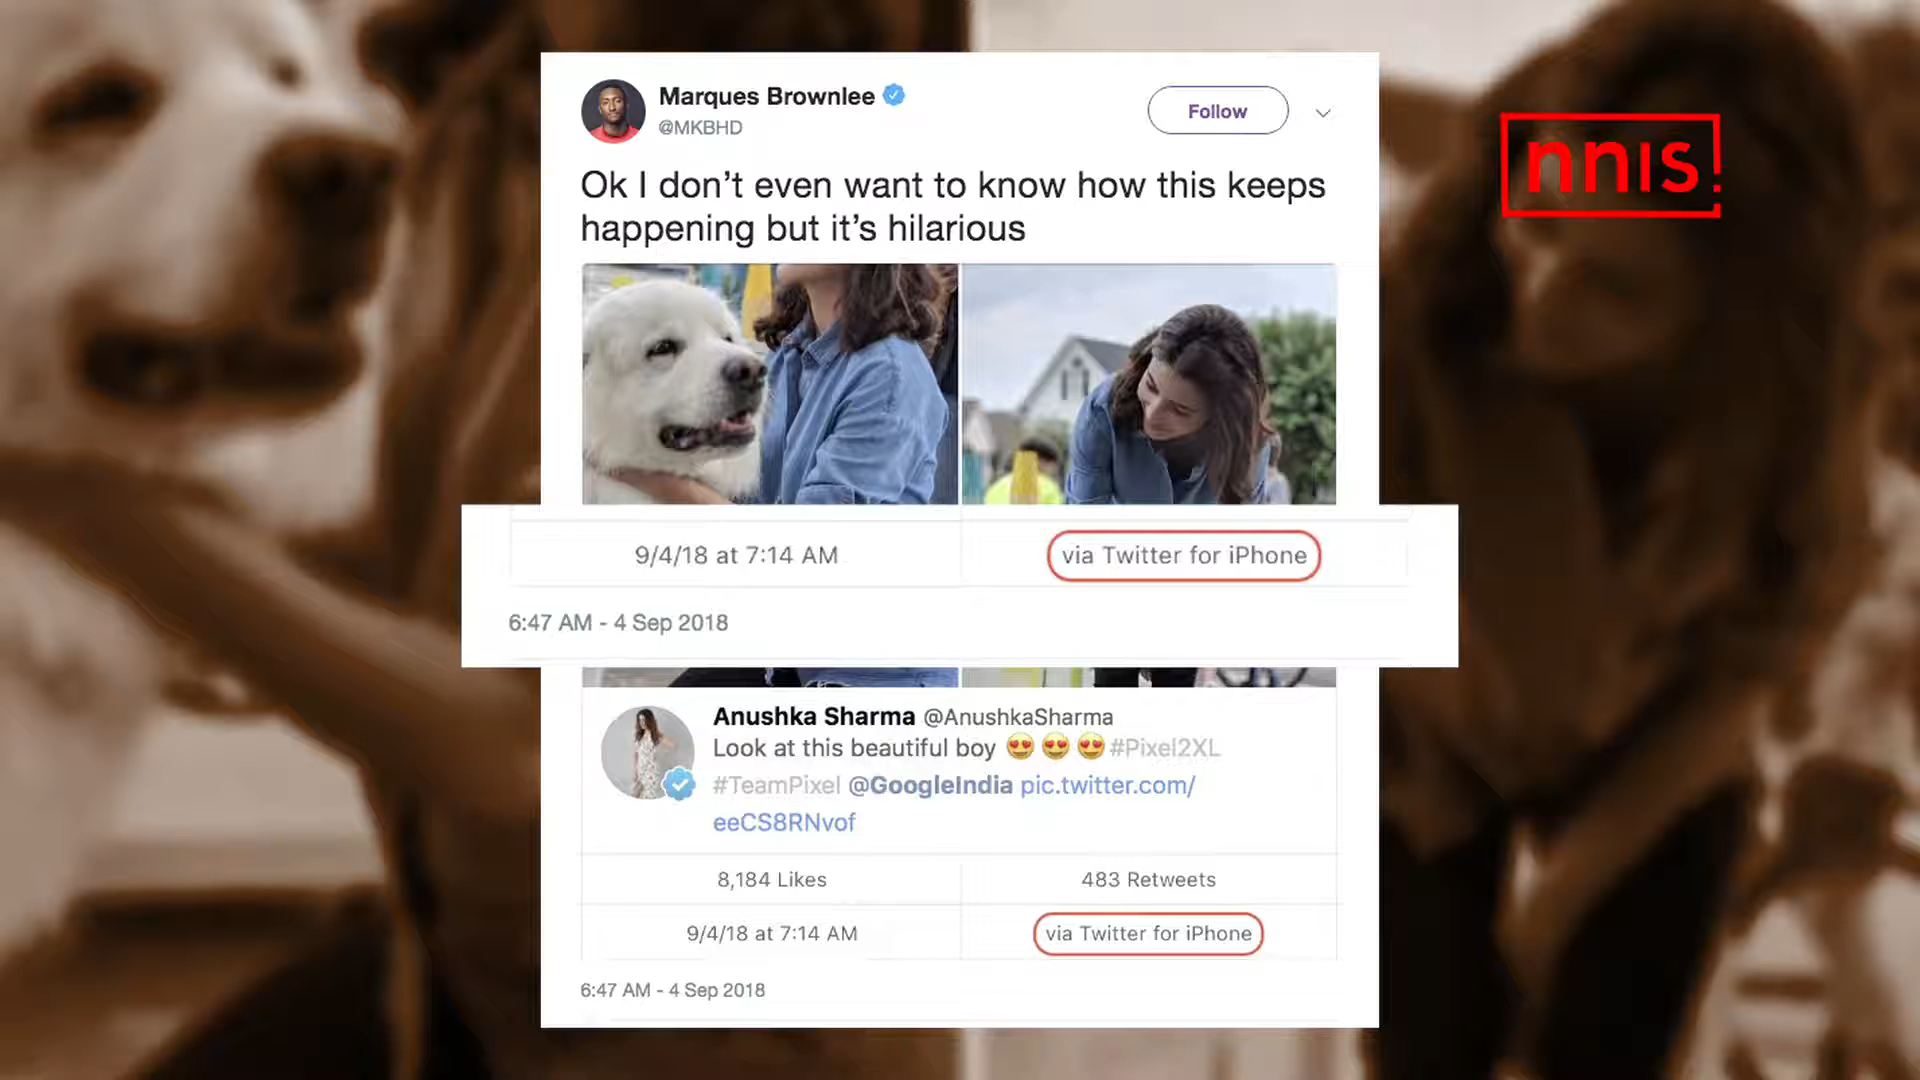 Marques Brownlee
@MKBHD
Follow
Ok I don’t even want to know how this keeps
happening but it’s hilarious
nnis
9/4/18 at 7:14 AM
via Twitter for iPhone
6:47 AM - 4 Sep 2018
Anushka Sharma @AnushkaSharma
Look at this beautiful boy 😍 😍 😍 #Pixel2XL
#TeamPixel @GoogleIndia pic.twitter.com/
eeCS8RNvof
8,184 Likes
483 Retweets
9/4/18 at 7:14 AM
via Twitter for iPhone
6:47 AM - 4 Sep 2018